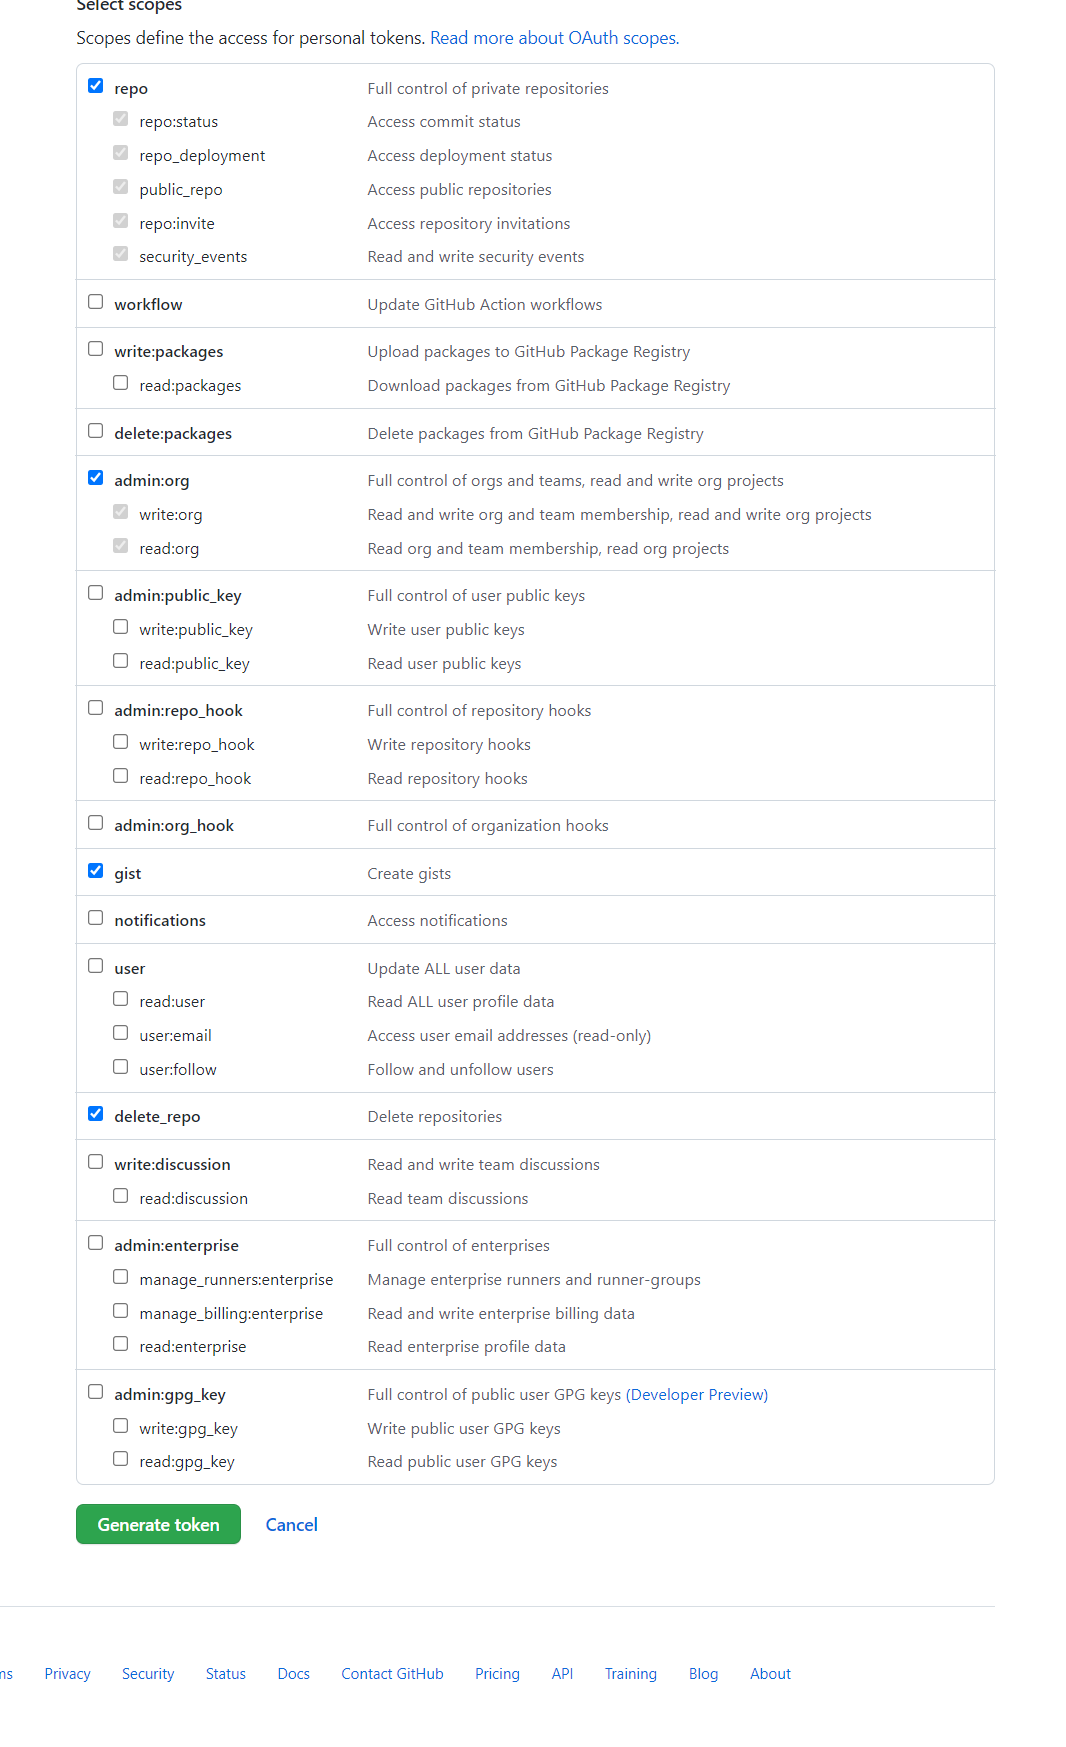 Select scopes
Scopes define the access for personal tokens. Read more about OAuth scopes.
repo Full control of private repositories
repo:status Access commit status
repo_deployment Access deployment status
public_repo Access public repositories
repo:invite Access repository invitations
security_events Read and write security events
workflow Update GitHub Action workflows
write:packages Upload packages to GitHub Package Registry
read:packages Download packages from GitHub Package Registry
delete:packages Delete packages from GitHub Package Registry
admin:org Full control of orgs and teams, read and write org projects
write:org Read and write org and team membership, read and write org projects
read:org Read org and team membership, read org projects
admin:public_key Full control of user public keys
write:public_key Write user public keys
read:public_key Read user public keys
admin:repo_hook Full control of repository hooks
write:repo_hook Write repository hooks
read:repo_hook Read repository hooks
admin:org_hook Full control of organization hooks
gist Create gists
notifications Access notifications
user Update ALL user data
read:user Read ALL user profile data
user:email Access user email addresses (read-only)
user:follow Follow and unfollow users
delete_repo Delete repositories
write:discussion Read and write team discussions
read:discussion Read team discussions
admin:enterprise Full control of enterprises
manage_runners:enterprise Manage enterprise runners and runner-groups
manage_billing:enterprise Read and write enterprise billing data
read:enterprise Read enterprise profile data
admin:gpg_key Full control of public user GPG keys (Developer Preview)
write:gpg_key Write public user GPG keys
read:gpg_key Read public user GPG keys
Generate token Cancel
ms Privacy Security Status Docs Contact GitHub Pricing API Training Blog About